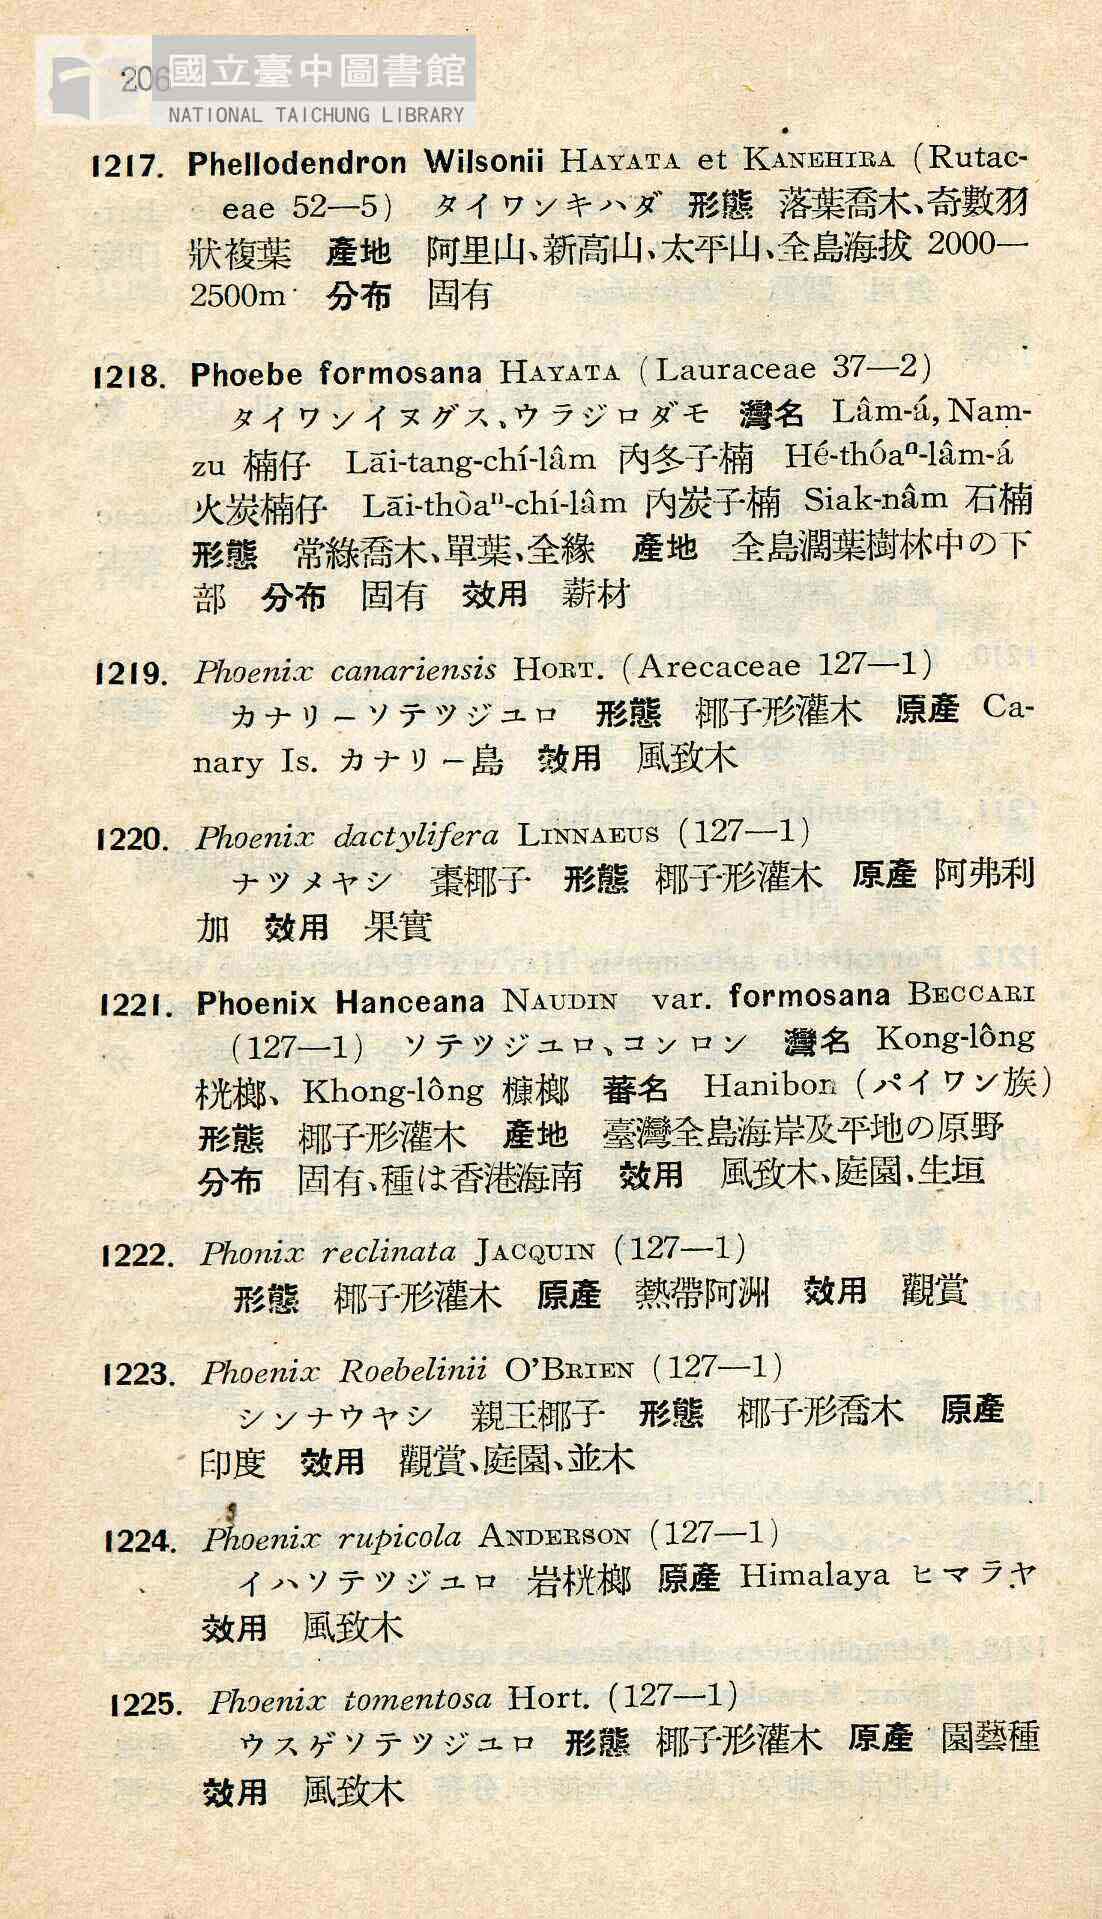 206
國立臺中圖書館
NATIONAL TAICHUNG LIBRARY
1217. Phellodendron Wilsonii HAYATA et KANEHIRA (Rutac-
eae 52—5) タイワンキハダ 形態 落葉喬木、奇數羽
狀複葉 產地 阿里山、新高山、太平山、全島海拔 2000—
2500m 分布 固有
1218. Phoebe formosana HAYATA (Lauraceae 37—2)
タイワンイヌグス、ウラジロダモ 灣名 Lâm-á, Nam-
zu 楠仔 Lāi-tang-chí-lâm 內冬子楠 Hé-thóaⁿ-lâm-á
火炭楠仔 Lāi-thòaⁿ-chí-lâm 內炭子楠 Siak-nâm 石楠
形態 常綠喬木、單葉、全緣 產地 全島濶葉樹林中の下
部 分布 固有 效用 薪材
1219. Phoenix canariensis HORT. (Arecaceae 127—1)
カナリーソテツジユロ 形態 椰子形灌木 原產 Ca-
nary Is. カナリー島 效用 風致木
1220. Phoenix dactylifera LINNAEUS (127—1)
ナツメヤシ 棗椰子 形態 椰子形灌木 原產 阿弗利
加 效用 果實
1221. Phoenix Hanceana NAUDIN var. formosana BECCARI
(127—1) ソテツジユロ、コンロン 灣名 Kong-lông
桄榔、Khong-lông 槺榔 蕃名 Hanibon (パイワン族)
形態 椰子形灌木 產地 臺灣全島海岸及平地の原野
分布 固有、種は香港海南 效用 風致木、庭園、生垣
1222. Phonix reclinata JACQUIN (127—1)
形態 椰子形灌木 原產 熱帶阿洲 效用 觀賞
1223. Phoenix Roebelinii O'BRIEN (127—1)
シンナウヤシ 親王椰子 形態 椰子形喬木 原產
印度 效用 觀賞、庭園、並木
1224. Phoenix rupicola ANDERSON (127—1)
イハソテツジユロ 岩桄榔 原產 Himalaya ヒマラヤ
效用 風致木
1225. Phoenix tomentosa Hort. (127—1)
ウスゲソテツジユロ 形態 椰子形灌木 原產 園藝種
效用 風致木